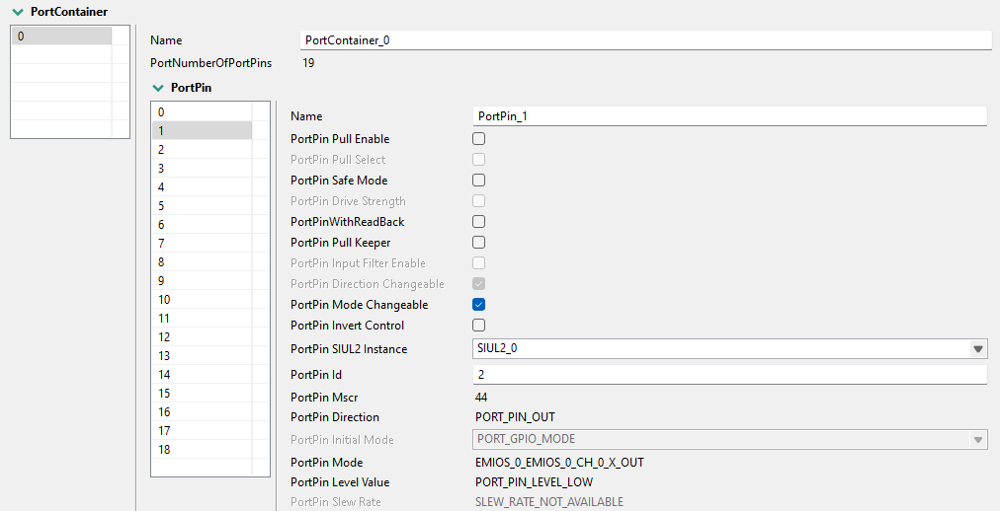 PortContainer
0
Name PortContainer_0
PortNumberOfPortPins 19
PortPin
0
1
2
3
4
5
6
7
8
9
10
11
12
13
14
15
16
17
18
Name PortPin_1
PortPin Pull Enable
PortPin Pull Select
PortPin Safe Mode
PortPin Drive Strength
PortPinWithReadBack
PortPin Pull Keeper
PortPin Input Filter Enable
PortPin Direction Changeable
PortPin Mode Changeable
PortPin Invert Control
PortPin SIUL2 Instance SIUL2_0
PortPin Id 2
PortPin Mscr 44
PortPin Direction PORT_PIN_OUT
PortPin Initial Mode PORT_GPIO_MODE
PortPin Mode EMIOS_0_EMIOS_0_CH_0_X_OUT
PortPin Level Value PORT_PIN_LEVEL_LOW
PortPin Slew Rate SLEW_RATE_NOT_AVAILABLE